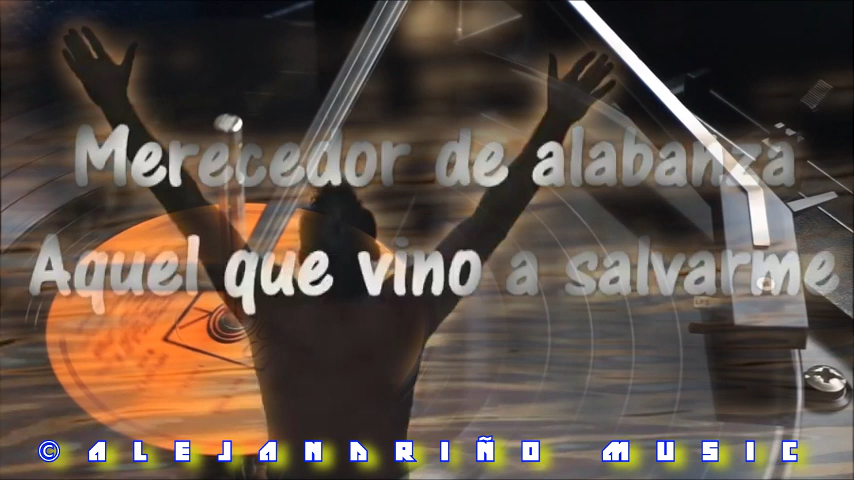 Merecedor de alabanza
Aquel que vino a salvarme
© ALEJANDRIÑO MUSIC